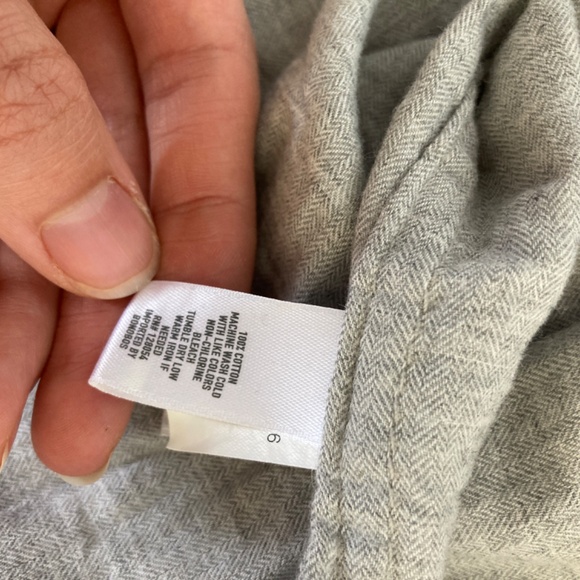 100% COTTON
MACHINE WASH COLD
WITH LIKE COLORS
NON-CHLORINE
BLEACH
TUMBLE DRY LOW
WARM IRON IF
NEEDED
RN# 128956
IMPORTED BY
BONOBOS
6